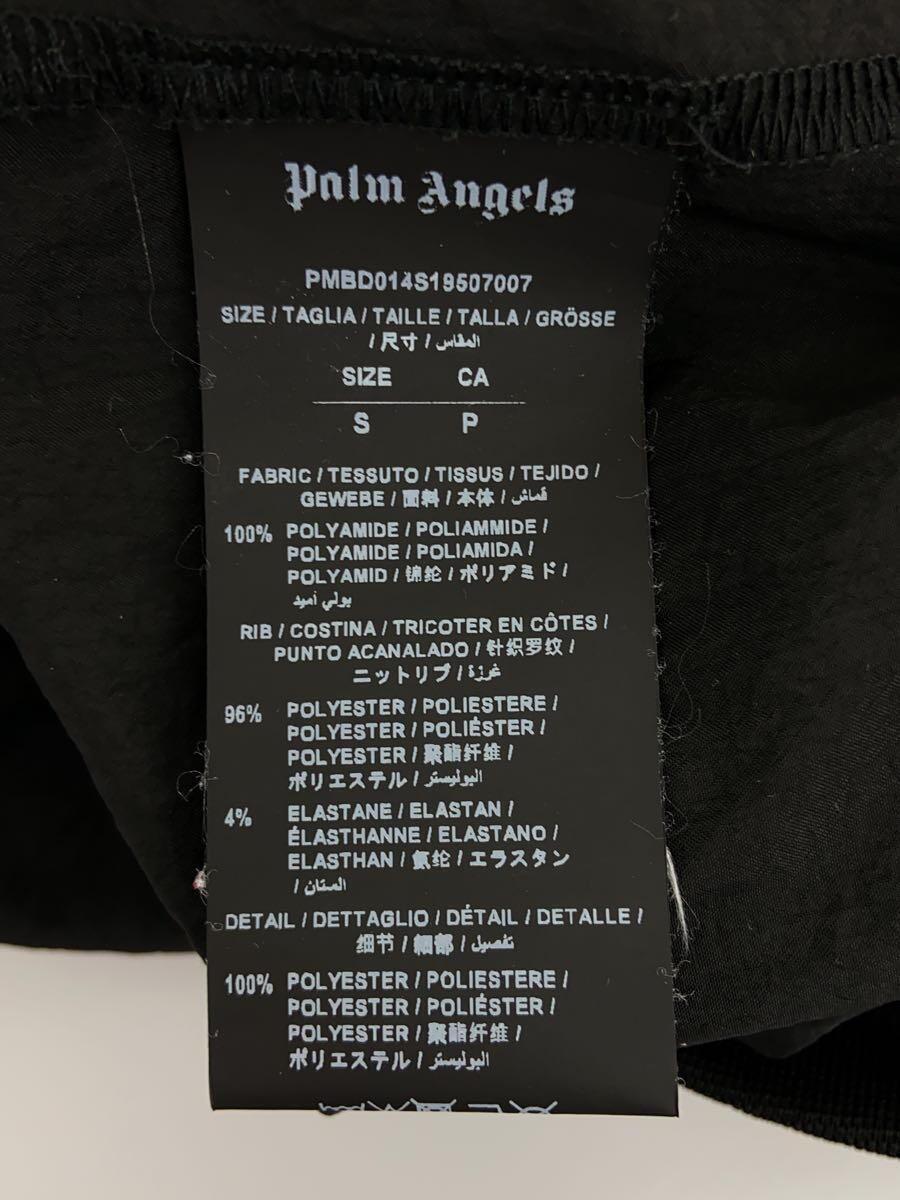 Palm Angels
PMBD014S19507007
SIZE / TAGLIA / TAILLE / TALLA / GRÖSSE
/ 尺寸 / المقاس
SIZE CA
S P
FABRIC / TESSUTO / TISSUS / TEJIDO /
GEWEBE / 面料 / 本体 / قماش
100% POLYAMIDE / POLIAMMIDE /
POLYAMIDE / POLIAMIDA /
POLYAMID / 锦纶 / ポリアミド /
بولي أميد
RIB / COSTINA / TRICOTER EN CÔTES /
PUNTO ACANALADO / 针织罗纹 /
ニットリブ / غرزة
96% POLYESTER / POLIESTERE /
POLYESTER / POLIÉSTER /
POLYESTER / 聚酯纤维 /
ポリエステル / البوليستر
4% ELASTANE / ELASTAN /
ÉLASTHANNE / ELASTANO /
ELASTHAN / 氨纶 / エラスタン
/ الستان
DETAIL / DETTAGLIO / DÉTAIL / DETALLE /
细节 / 細部 / تفصيل
100% POLYESTER / POLIESTERE /
POLYESTER / POLIÉSTER /
POLYESTER / 聚酯纤维 /
ポリエステル / البوليستر